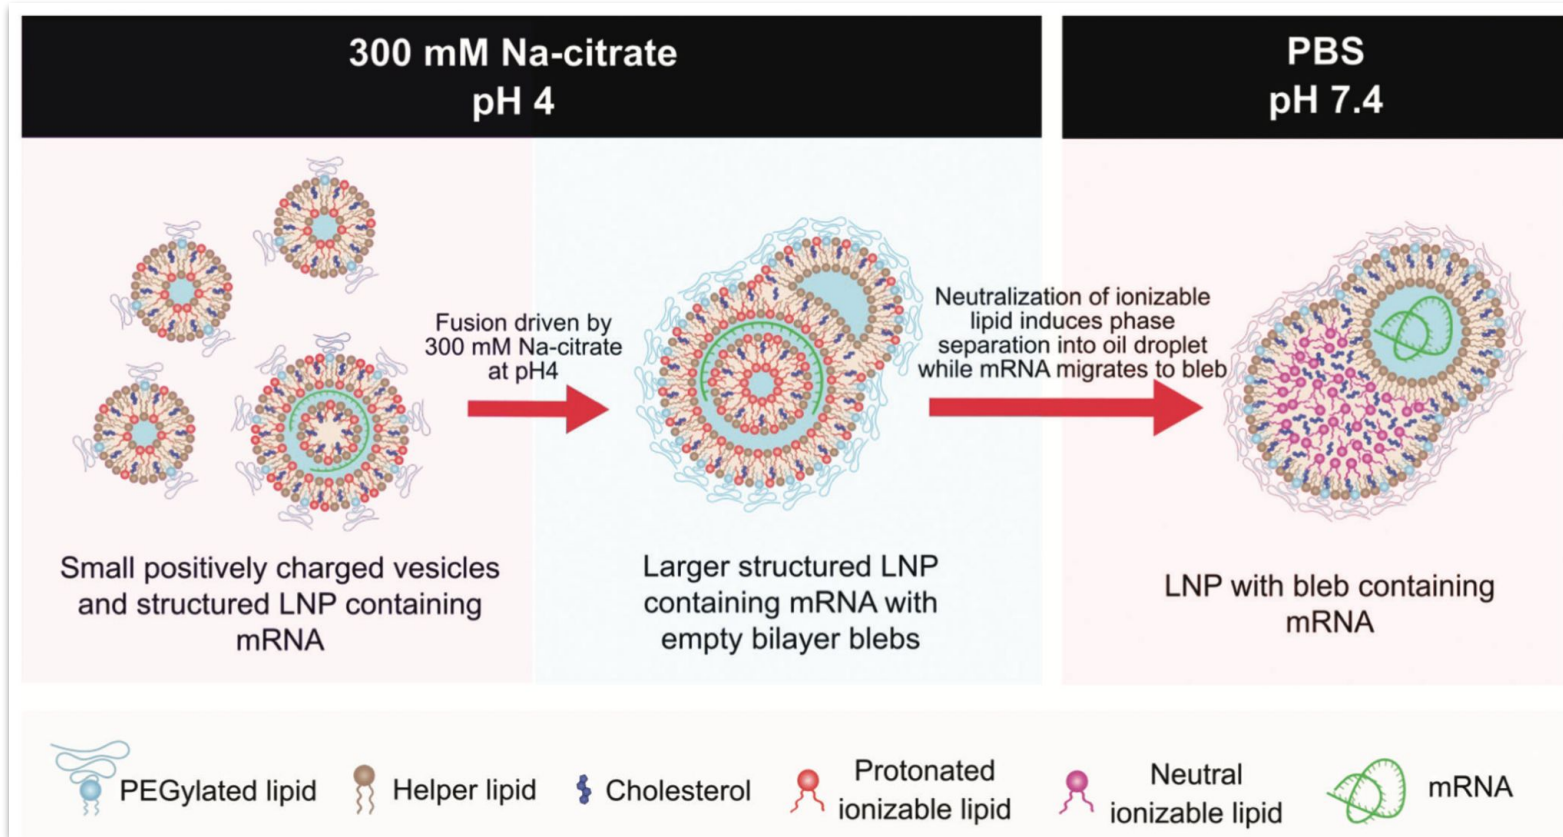 300 mM Na-citrate
pH 4
PBS
pH 7.4
Fusion driven by
300 mM Na-citrate
at pH4
Neutralization of ionizable
lipid induces phase
separation into oil droplet
while mRNA migrates to bleb
Small positively charged vesicles
and structured LNP containing
mRNA
Larger structured LNP
containing mRNA with
empty bilayer blebs
LNP with bleb containing
mRNA
PEGylated lipid
Helper lipid
Cholesterol
Protonated
ionizable lipid
Neutral
ionizable lipid
mRNA